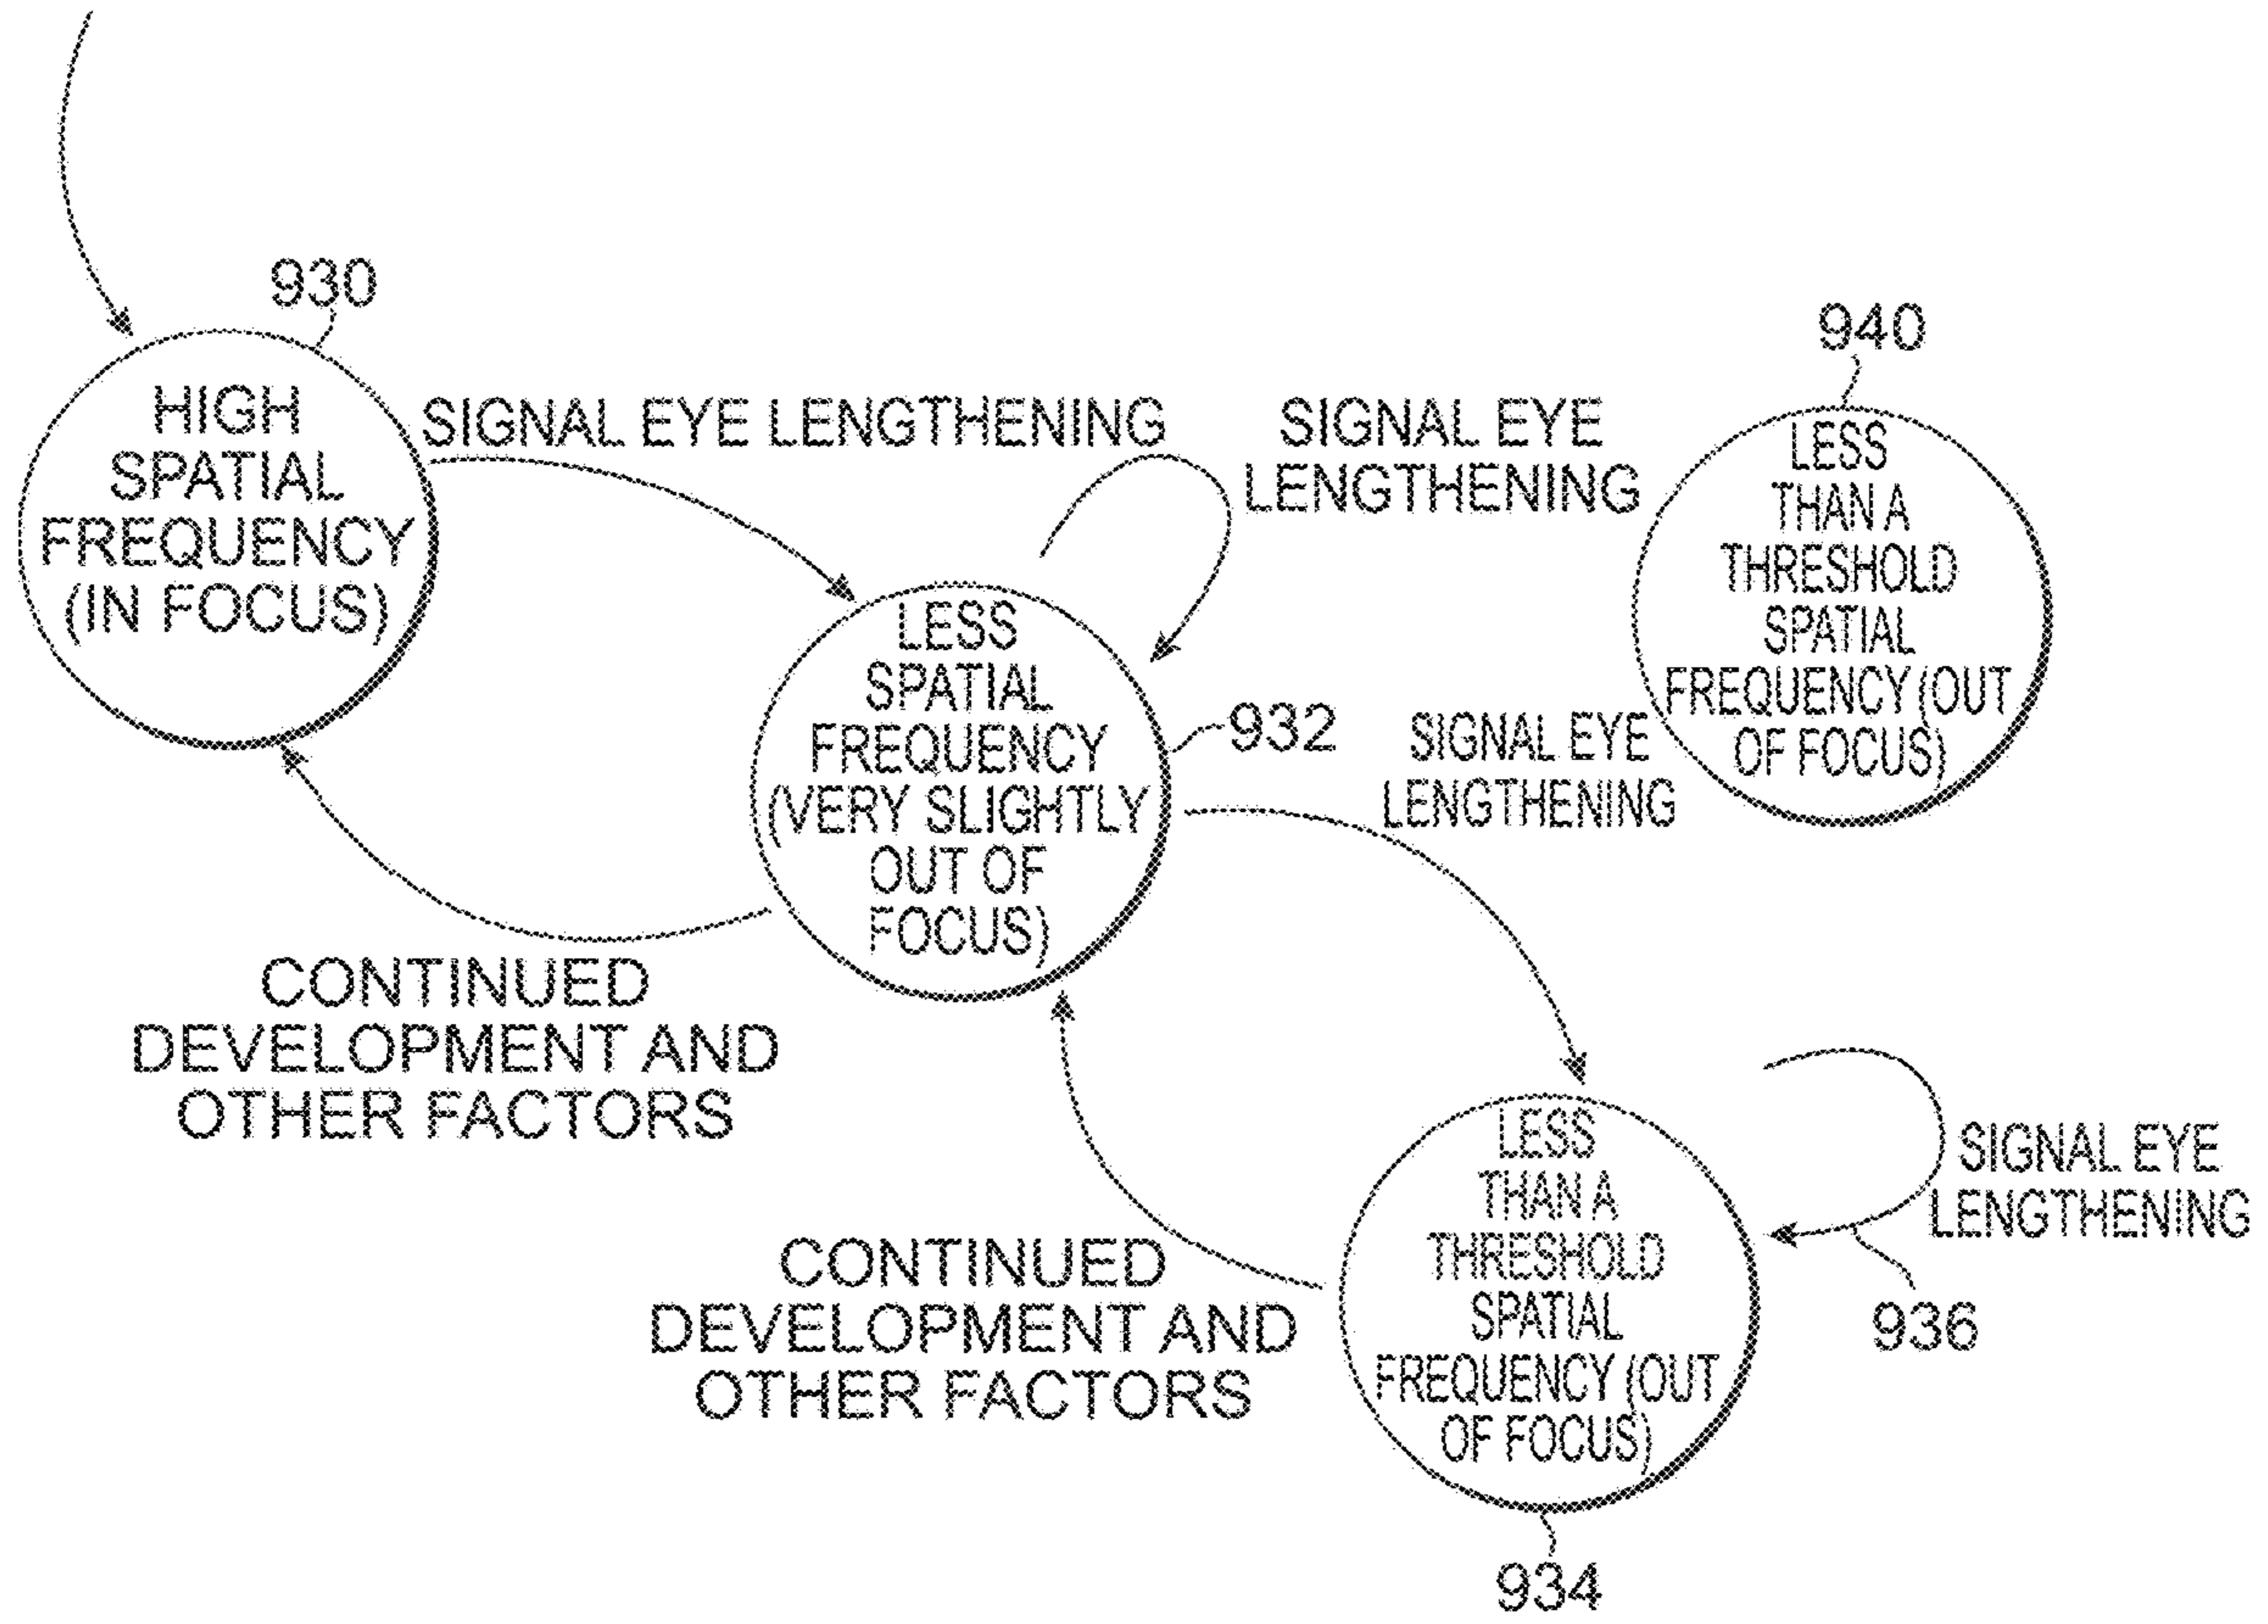 930
HIGH
SPATIAL
FREQUENCY
(IN FOCUS)
SIGNAL EYE LENGTHENING
SIGNAL EYE
LENGTHENING
940
LESS
THAN A
THRESHOLD
SPATIAL
FREQUENCY (OUT
OF FOCUS)
LESS
SPATIAL
FREQUENCY
(VERY SLIGHTLY
OUT OF
FOCUS)
932
SIGNAL EYE
LENGTHENING
CONTINUED
DEVELOPMENT AND
OTHER FACTORS
CONTINUED
DEVELOPMENT AND
OTHER FACTORS
LESS
THAN A
THRESHOLD
SPATIAL
FREQUENCY (OUT
OF FOCUS)
SIGNAL EYE
LENGTHENING
936
934